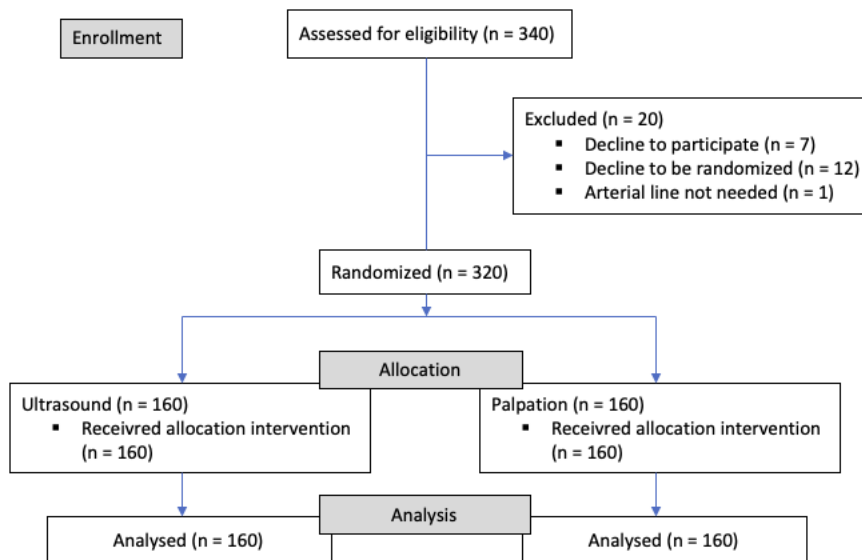 Enrollment
Assessed for eligibility (n = 340)
Excluded (n = 20)
▪ Decline to participate (n = 7)
▪ Decline to be randomized (n = 12)
▪ Arterial line not needed (n = 1)
Randomized (n = 320)
Allocation
Ultrasound (n = 160)
▪ Receivred allocation intervention
(n = 160)
Palpation (n = 160)
▪ Receivred allocation intervention
(n = 160)
Analysis
Analysed (n = 160)
Analysed (n = 160)